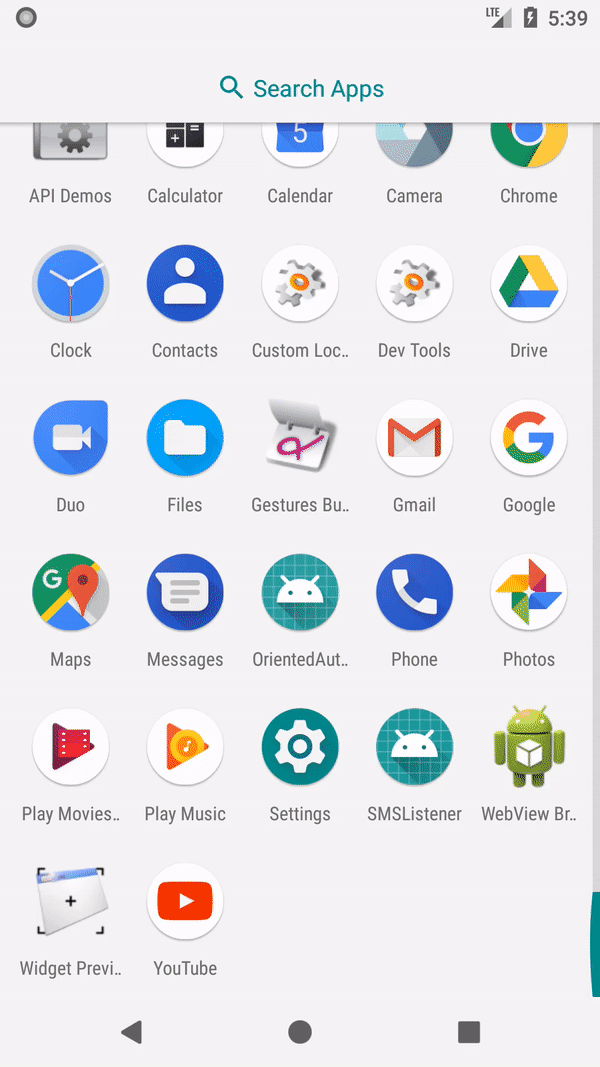 LTE 5:39
Search Apps
5
API Demos Calculator Calendar Camera Chrome
Clock Contacts Custom Loc.. Dev Tools Drive
Duo Files Gestures Bu.. Gmail Google
G
Maps Messages OrientedAut.. Phone Photos
Play Movies.. Play Music Settings SMSListener WebView Br..
Widget Previ.. YouTube